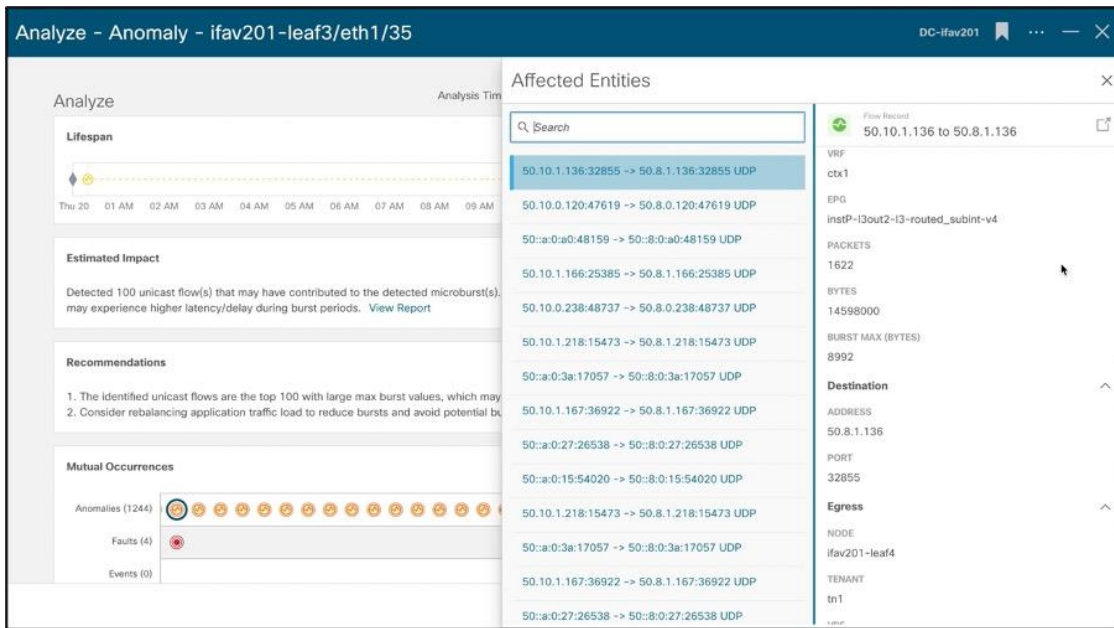 Analyze - Anomaly - ifav201-leaf3/eth1/35
DC-ifav201
Analyze
Analysis Tim
Lifespan
Thu 20 01 AM 02 AM 03 AM 04 AM 05 AM 06 AM 07 AM 08 AM 09 AM
Estimated Impact
Detected 100 unicast flow(s) that may have contributed to the detected microburst(s).
may experience higher latency/delay during burst periods. View Report
Recommendations
1. The identified unicast flows are the top 100 with large max burst values, which may
2. Consider rebalancing application traffic load to reduce bursts and avoid potential bu
Mutual Occurrences
Anomalies (1244)
Faults (4)
Events (0)
Affected Entities
Search
50.10.1.136:32855 -> 50.8.1.136:32855 UDP
50.10.0.120:47619 -> 50.8.0.120:47619 UDP
50::a:0:a0:48159 -> 50::8:0:a0:48159 UDP
50.10.1.166:25385 -> 50.8.1.166:25385 UDP
50.10.0.238:48737 -> 50.8.0.238:48737 UDP
50.10.1.218:15473 -> 50.8.1.218:15473 UDP
50::a:0:3a:17057 -> 50::8:0:3a:17057 UDP
50.10.1.167:36922 -> 50.8.1.167:36922 UDP
50::a:0:27:26538 -> 50::8:0:27:26538 UDP
50::a:0:15:54020 -> 50::8:0:15:54020 UDP
50.10.1.218:15473 -> 50.8.1.218:15473 UDP
50::a:0:3a:17057 -> 50::8:0:3a:17057 UDP
50.10.1.167:36922 -> 50.8.1.167:36922 UDP
50::a:0:27:26538 -> 50::8:0:27:26538 UDP
Flow Record
50.10.1.136 to 50.8.1.136
VRF
ctx1
EPG
instP-l3out2-l3-routed_subint-v4
PACKETS
1622
BYTES
14598000
BURST MAX (BYTES)
8992
Destination
ADDRESS
50.8.1.136
PORT
32855
Egress
NODE
ifav201-leaf4
TENANT
tn1
VRF